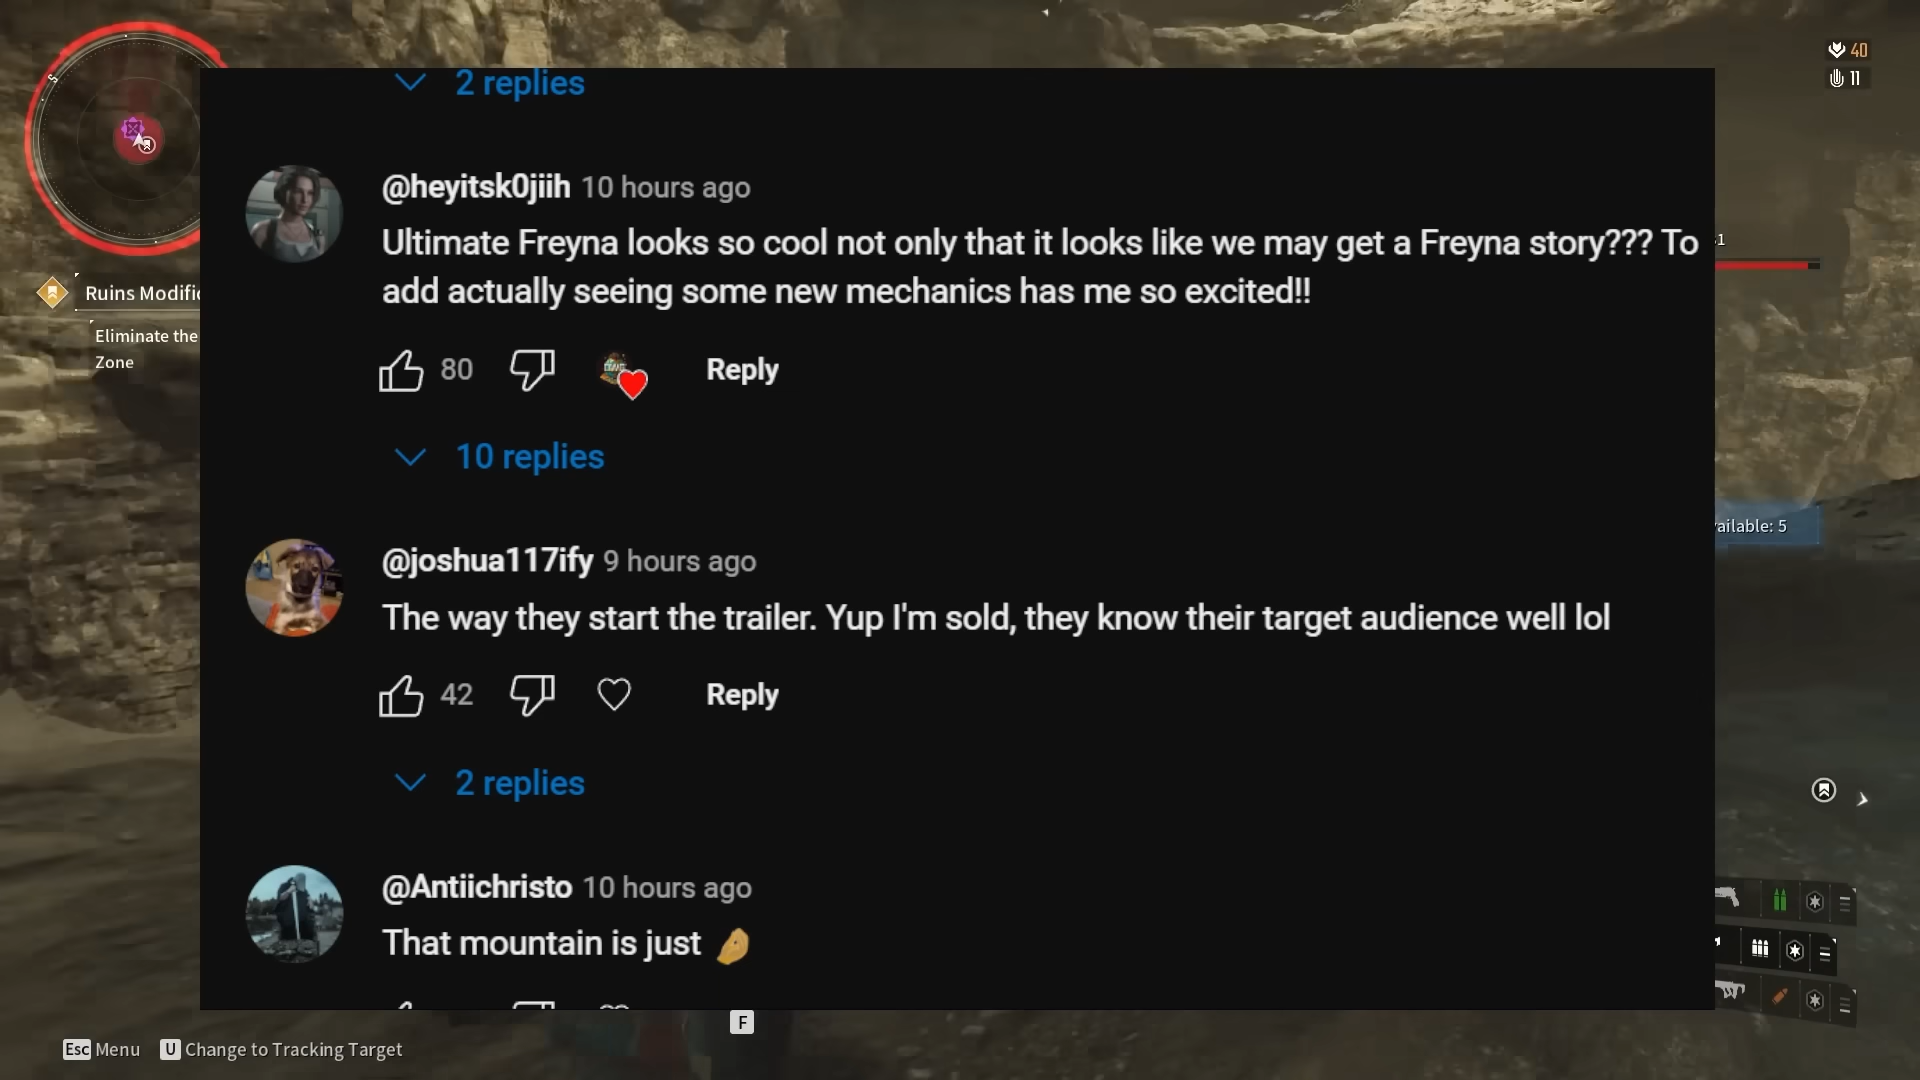 S
40
11
2 replies
@heyitsk0jiih 10 hours ago
Ultimate Freyna looks so cool not only that it looks like we may get a Freyna story??? To
add actually seeing some new mechanics has me so excited!!
80
Reply
10 replies
Ruins Modific
Eliminate the
Zone
@joshua117ify 9 hours ago
The way they start the trailer. Yup I'm sold, they know their target audience well lol
42
Reply
2 replies
ailable: 5
@Antiichristo 10 hours ago
That mountain is just 🤌
F
Esc Menu U Change to Tracking Target